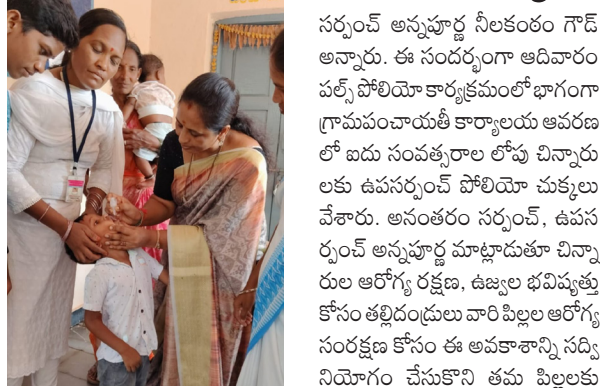 సర్పంచ్ అన్నపూర్ణ నీలకంఠం గౌడ్
అన్నారు. ఈ సందర్భంగా ఆదివారం
పల్స్ పోలియో కార్యక్రమంలో భాగంగా
గ్రామపంచాయతీ కార్యాలయ ఆవరణ
లో ఐదు సంవత్సరాల లోపు చిన్నారు
లకు ఉపసర్పంచ్ పోలియో చుక్కలు
వేశారు. అనంతరం సర్పంచ్, ఉపస
ర్పంచ్ అన్నపూర్ణ మాట్లాడుతూ చిన్నా
రుల ఆరోగ్య రక్షణ, ఉజ్వల భవిష్యత్తు
కోసం తల్లిదండ్రులు వారి పిల్లల ఆరోగ్య
సంరక్షణ కోసం ఈ అవకాశాన్ని సద్వి
నియోగం చేసుకొని తమ పిల్లలకు